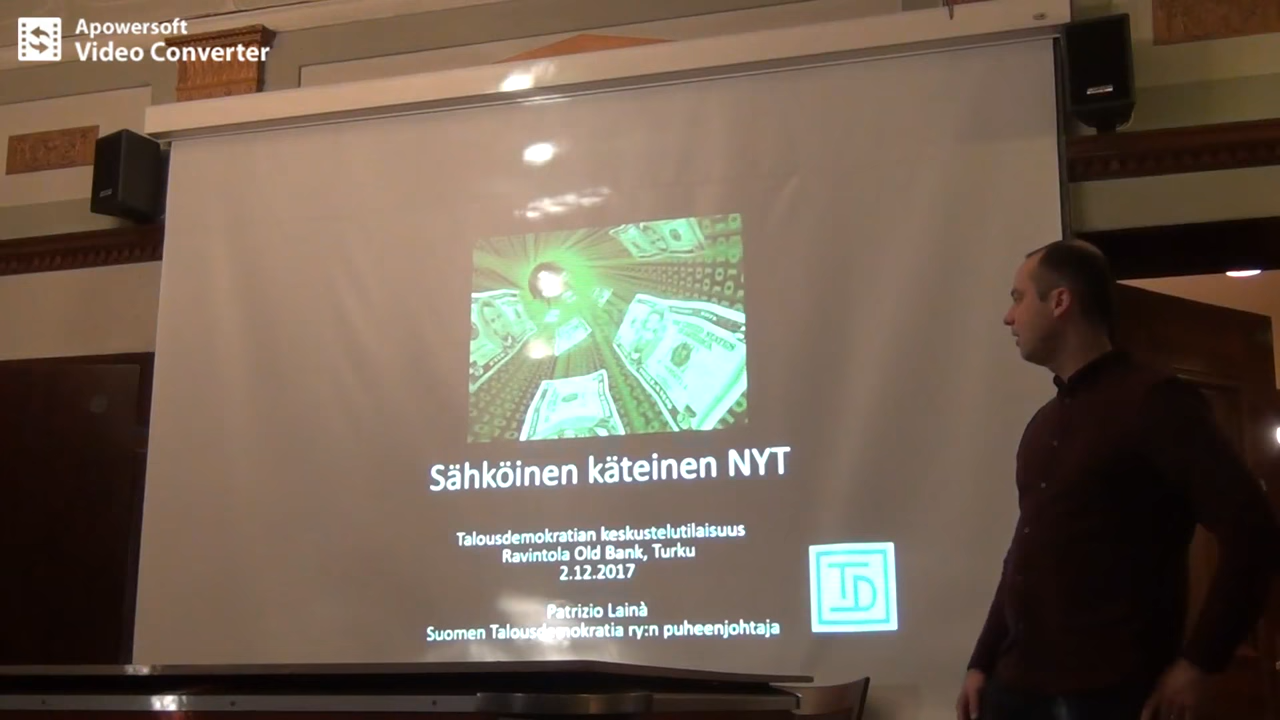 Apowersoft
Video Converter
Sähköinen käteinen NYT
Talousdemokratian keskustelutilaisuus
Ravintola Old Bank, Turku
2.12.2017
Patrizio Lainà
Suomen Talousdemokratia ry:n puheenjohtaja
TD